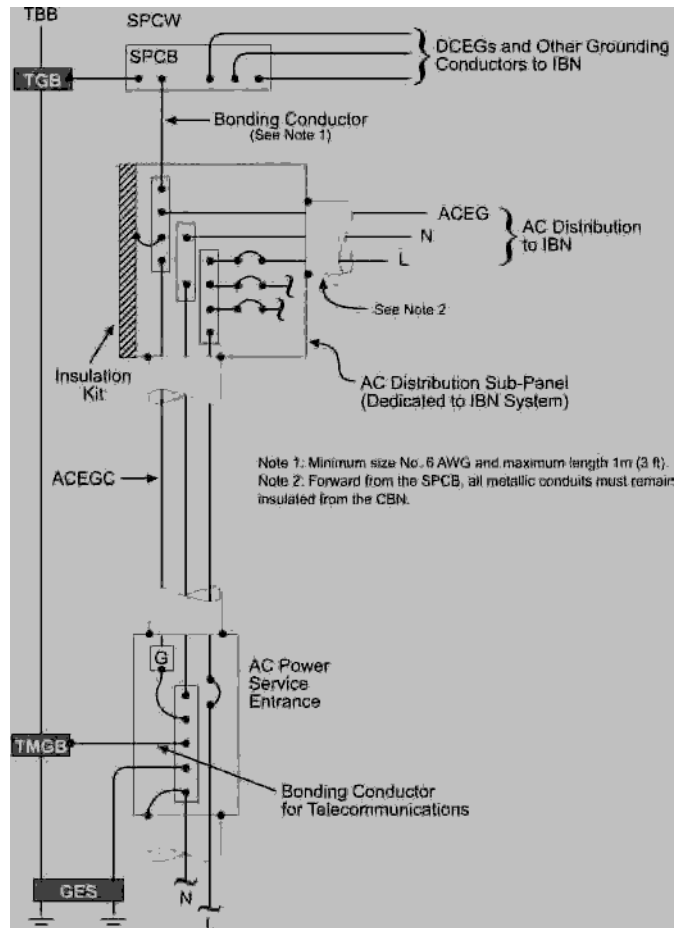 TBB
SPCW
SPCB
DCEGs and Other Grounding
Conductors to IBN
TGB
Bonding Conductor
(See Note 1)
ACEG
N
L
AC Distribution
to IBN
See Note 2
Insulation
Kit
AC Distribution Sub-Panel
(Dedicated to IBN System)
ACEGC
Note 1: Minimum size No. 6 AWG and maximum length 1m (3 ft).
Note 2: Forward from the SPCB, all metallic conduits must remain
insulated from the CBN.
G
AC Power
Service
Entrance
TMGB
Bonding Conductor
for Telecommunications
GES
N
L